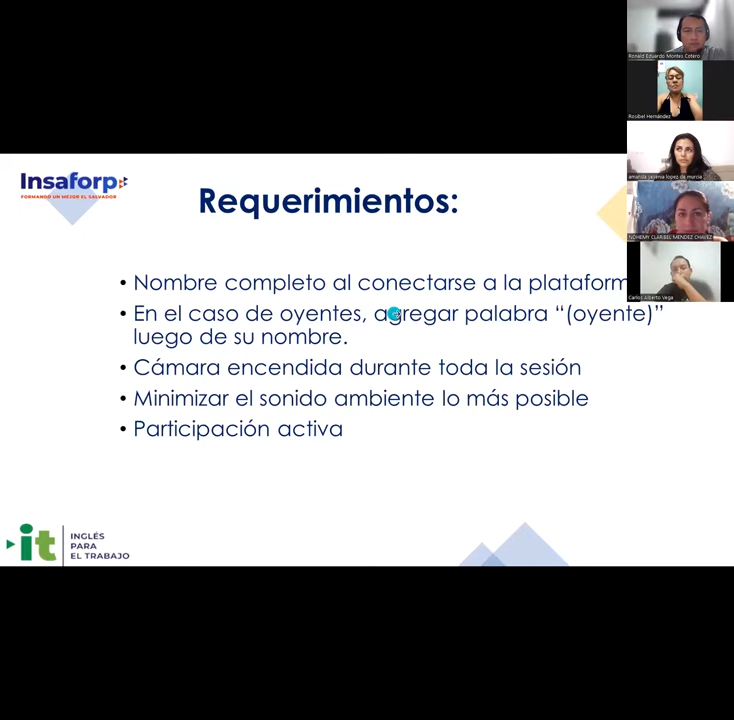 Ronald Eduardo Montes Cotero
Rosibel Hernández
Insaforp
FORMANDO UN MEJOR EL SALVADOR
Requerimientos:
amanda yesenia lopez de murcia
NOHEMY CLARIBEL MENDEZ CHAVEZ
Carlos Alberto Vega
• Nombre completo al conectarse a la plataform
• En el caso de oyentes, agregar palabra “(oyente)”
luego de su nombre.
• Cámara encendida durante toda la sesión
• Minimizar el sonido ambiente lo más posible
• Participación activa
it
INGLÉS
PARA
EL TRABAJO